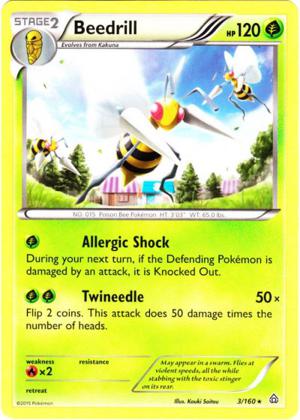 STAGE2
Beedrill
HP 120
Evolves from Kakuna
NO. 015 Poison Bee Pokémon HT: 3'03" WT: 65.0 lbs.
Allergic Shock
During your next turn, if the Defending Pokémon is
damaged by an attack, it is Knocked Out.
Twineedle 50×
Flip 2 coins. This attack does 50 damage times the
number of heads.
weakness
resistance
×2
May appear in a swarm. Flies at
violent speeds, all the while
stabbing with the toxic stinger
on its rear.
retreat cost
©2015 Pokémon
Illus. Kouki Saitou
3/160 ★